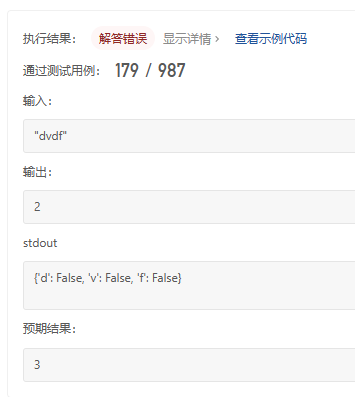 执行结果： 解答错误 显示详情 › 查看示例代码
通过测试用例： 179 / 987
输入：
"dvdf"
输出：
2
stdout
{'d': False, 'v': False, 'f': False}
预期结果：
3